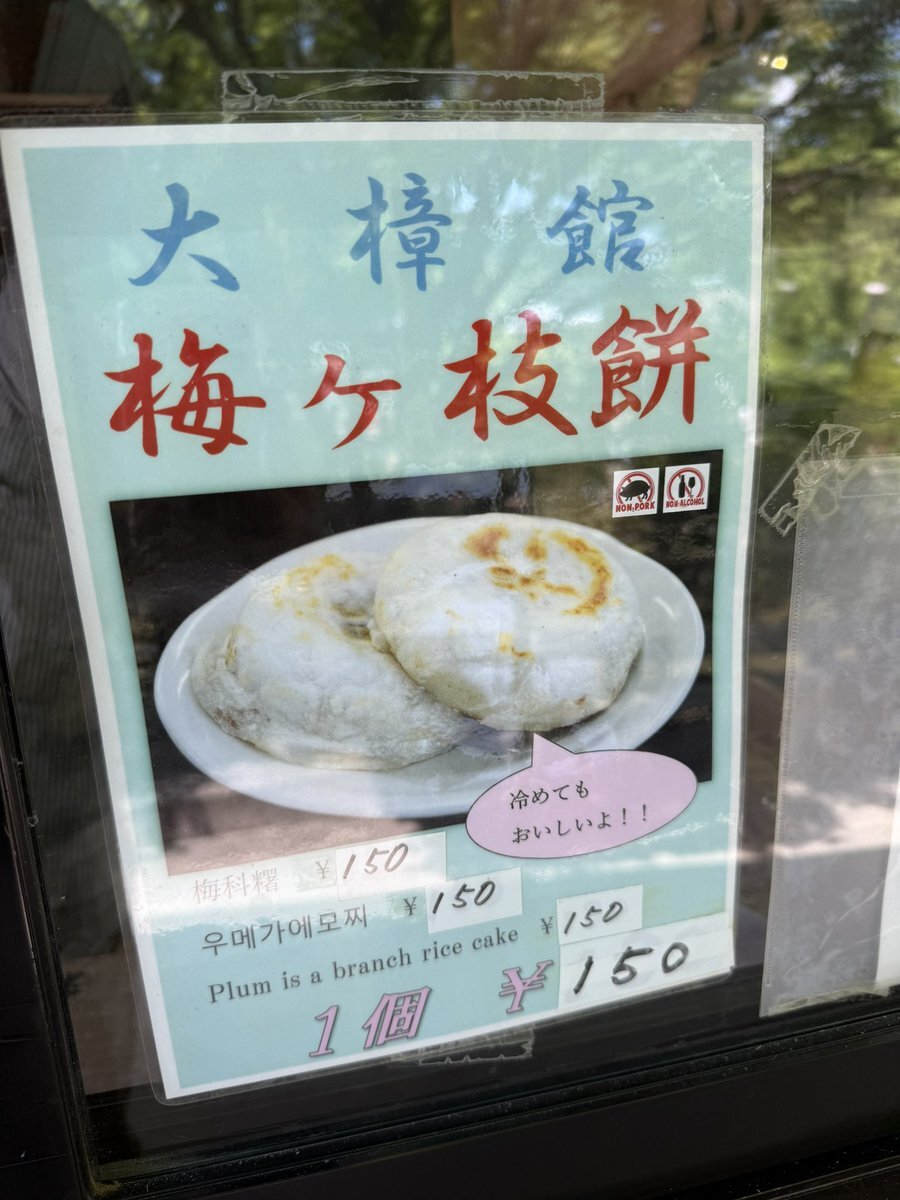 大樟館
梅ヶ枝餅
NON PORK
NON ALCOHOL
冷めても
おいしいよ！！
梅科糬 ¥150
우메가에모찌 ¥150
Plum is a branch rice cake ¥150
1個 ¥150